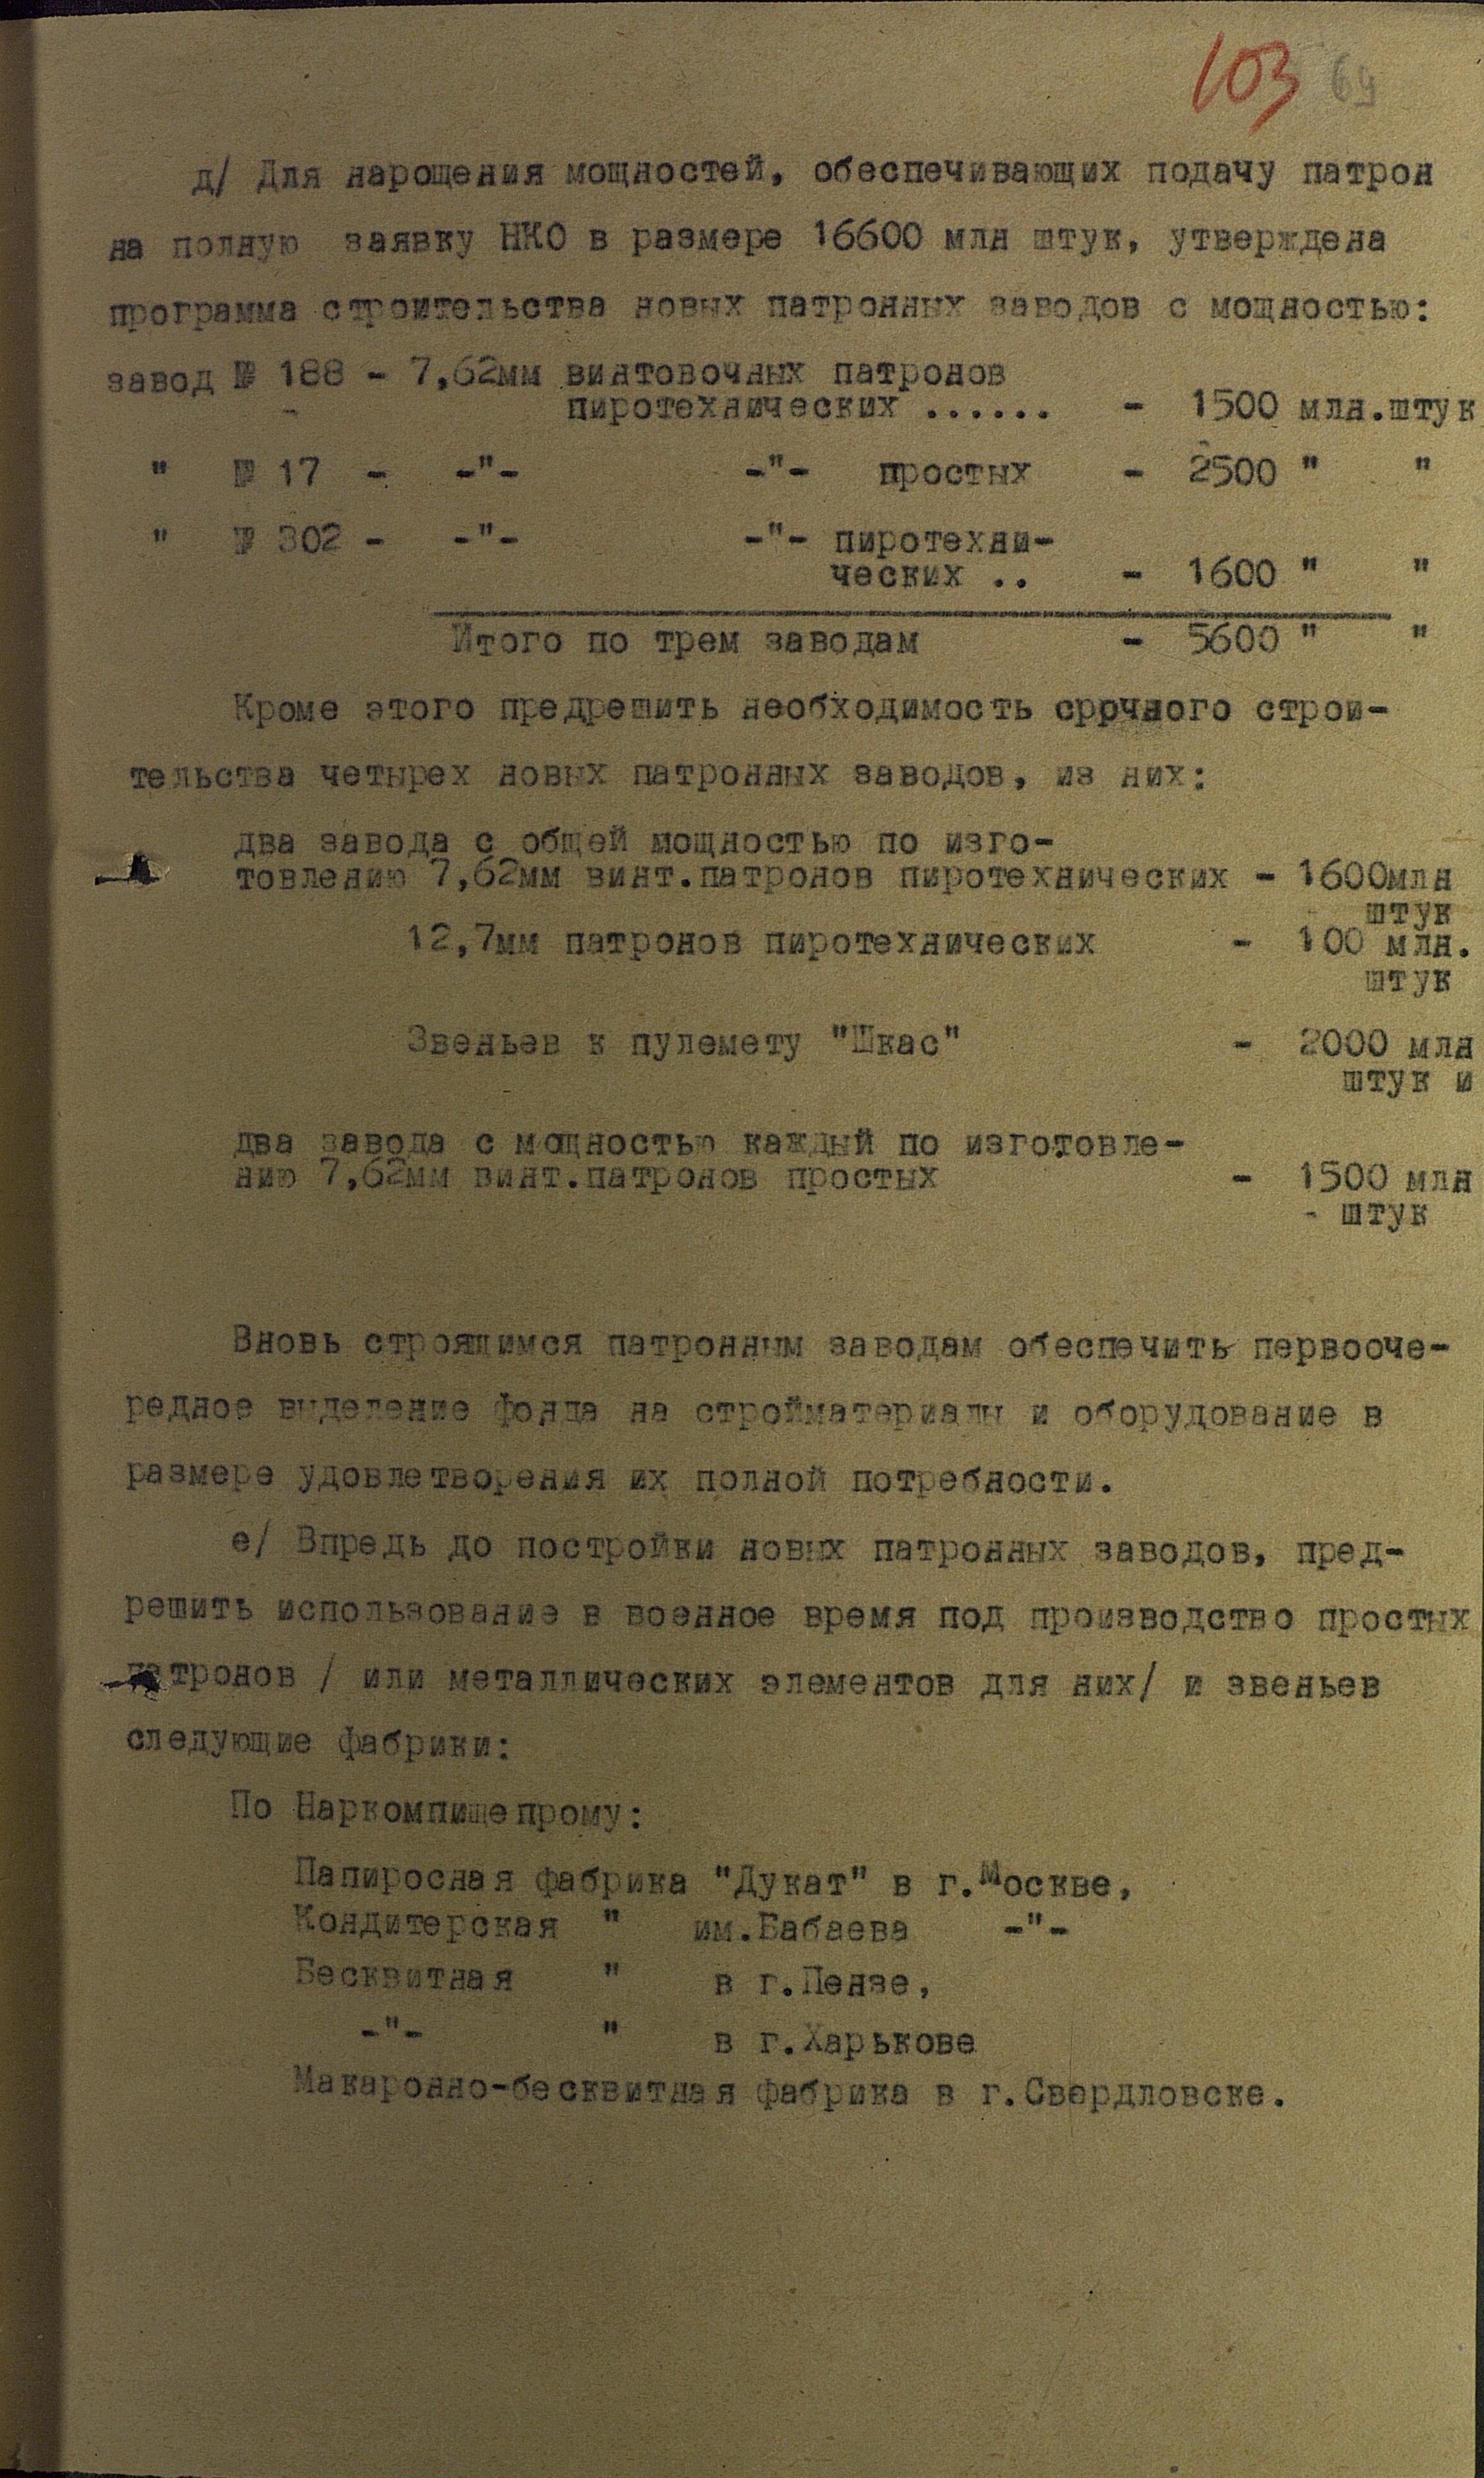 103 69
д/ Для нарощения мощностей, обеспечивающих подачу патрон
на полную заявку НКО в размере 16600 млн штук, утверждена
программа строительства новых патронных заводов с мощностью:
завод № 188 - 7,62мм винтовочных патронов
пиротехнических ...... - 1500 млн.штук
" № 17 - -"- -"- простых - 2500 " "
" № 302 - -"- -"- пиротехни-
ческих .. - 1600 " "
Итого по трем заводам - 5600 " "
Кроме этого предрешить необходимость срочного строи-
тельства четырех новых патронных заводов, из них:
два завода с общей мощностью по изго-
товлению 7,62мм винт.патронов пиротехнических - 1600млн
штук
12,7мм патронов пиротехнических - 100 млн.
штук
Звеньев к пулемету "Шкас" - 2000 млн
штук и
два завода с мощностью каждый по изготовле-
нию 7,62мм винт.патронов простых - 1500 млн
- штук
Вновь строящимся патронным заводам обеспечить первооче-
редное выделение фонда на стройматериалы и оборудование в
размере удовлетворения их полной потребности.
е/ Впредь до постройки новых патронных заводов, пред-
решить использование в военное время под производство простых
патронов / или металлических элементов для них/ и звеньев
следующие фабрики:
По Наркомпищепрому:
Папиросная фабрика "Дукат" в г.Москве,
Кондитерская " им.Бабаева -"-
Бесквитная " в г.Пензе,
-"- " в г.Харькове
Макаронно-бесквитная фабрика в г.Свердловске.